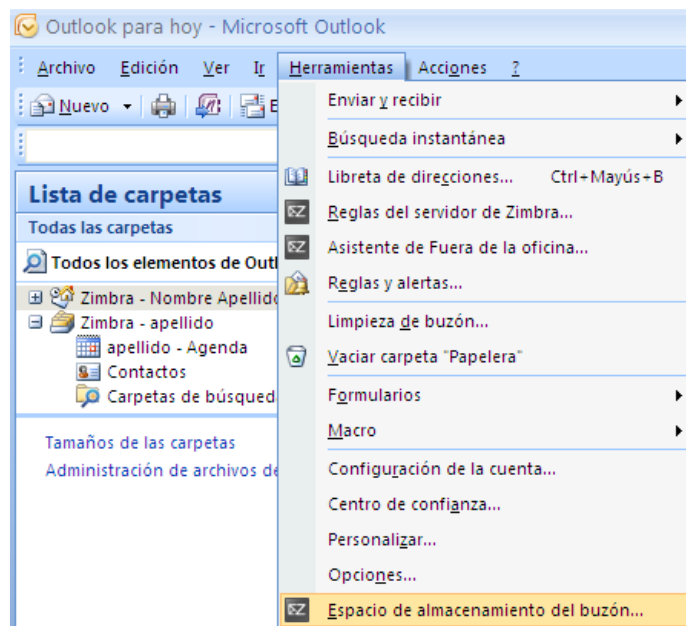 Outlook para hoy - Microsoft Outlook
Archivo Edición Ver Ir Herramientas Acciones ?
Nuevo
Enviar y recibir
Búsqueda instantánea
Libreta de direcciones... Ctrl+Mayús+B
Reglas del servidor de Zimbra...
Asistente de Fuera de la oficina...
Reglas y alertas...
Limpieza de buzón...
Vaciar carpeta "Papelera"
Formularios
Macro
Configuración de la cuenta...
Centro de confianza...
Personalizar...
Opciones...
Espacio de almacenamiento del buzón...
Lista de carpetas
Todas las carpetas
Todos los elementos de Outl
Zimbra - Nombre Apellido
Zimbra - apellido
apellido - Agenda
Contactos
Carpetas de búsqued
Tamaños de las carpetas
Administración de archivos de